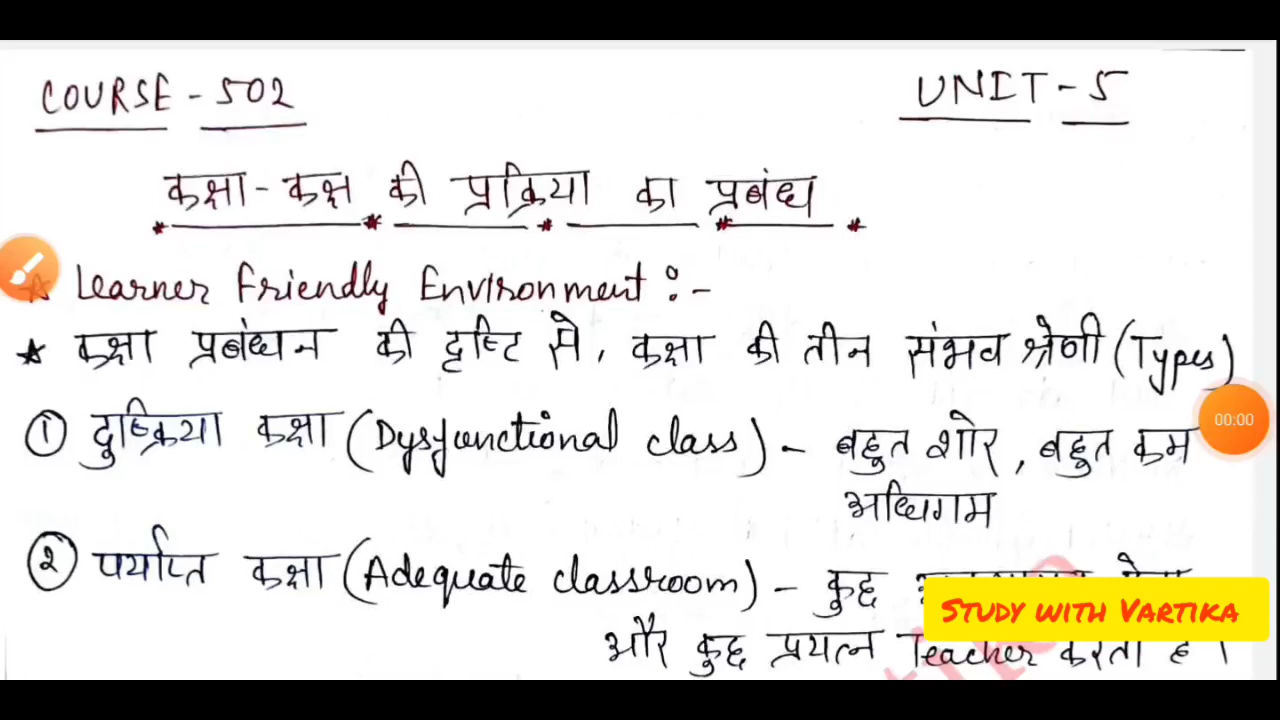 COURSE - 502
UNIT - 5
कक्षा - कक्ष की प्रक्रिया का प्रबंध
Learner Friendly Environment :-
★ कक्षा प्रबंधन की दृष्टि से, कक्षा की तीन संभव श्रेणी (Types)
00:00
① दुष्क्रिया कक्षा (Dysfunctional class) - बहुत शोर, बहुत कम
अधिगम
② पर्याप्त कक्षा (Adequate classroom) - कुछ
STUDY WITH VARTIKA
और कुछ प्रयत्न Teacher करता है।